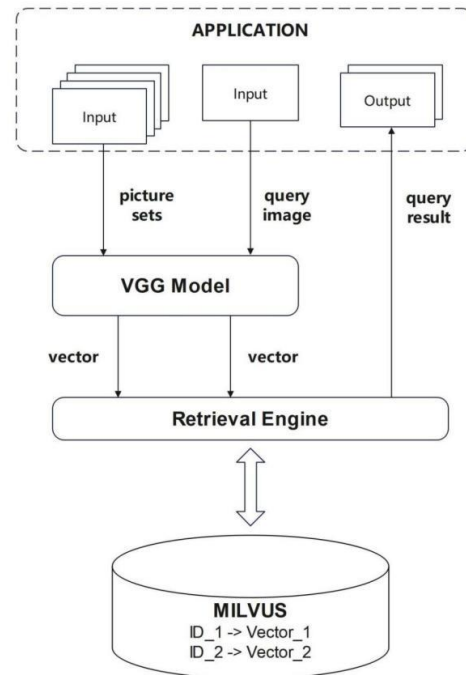 APPLICATION
Input
Input
Output
picture
sets
query
image
query
result
VGG Model
vector
vector
Retrieval Engine
MILVUS
ID_1 -> Vector_1
ID_2 -> Vector_2